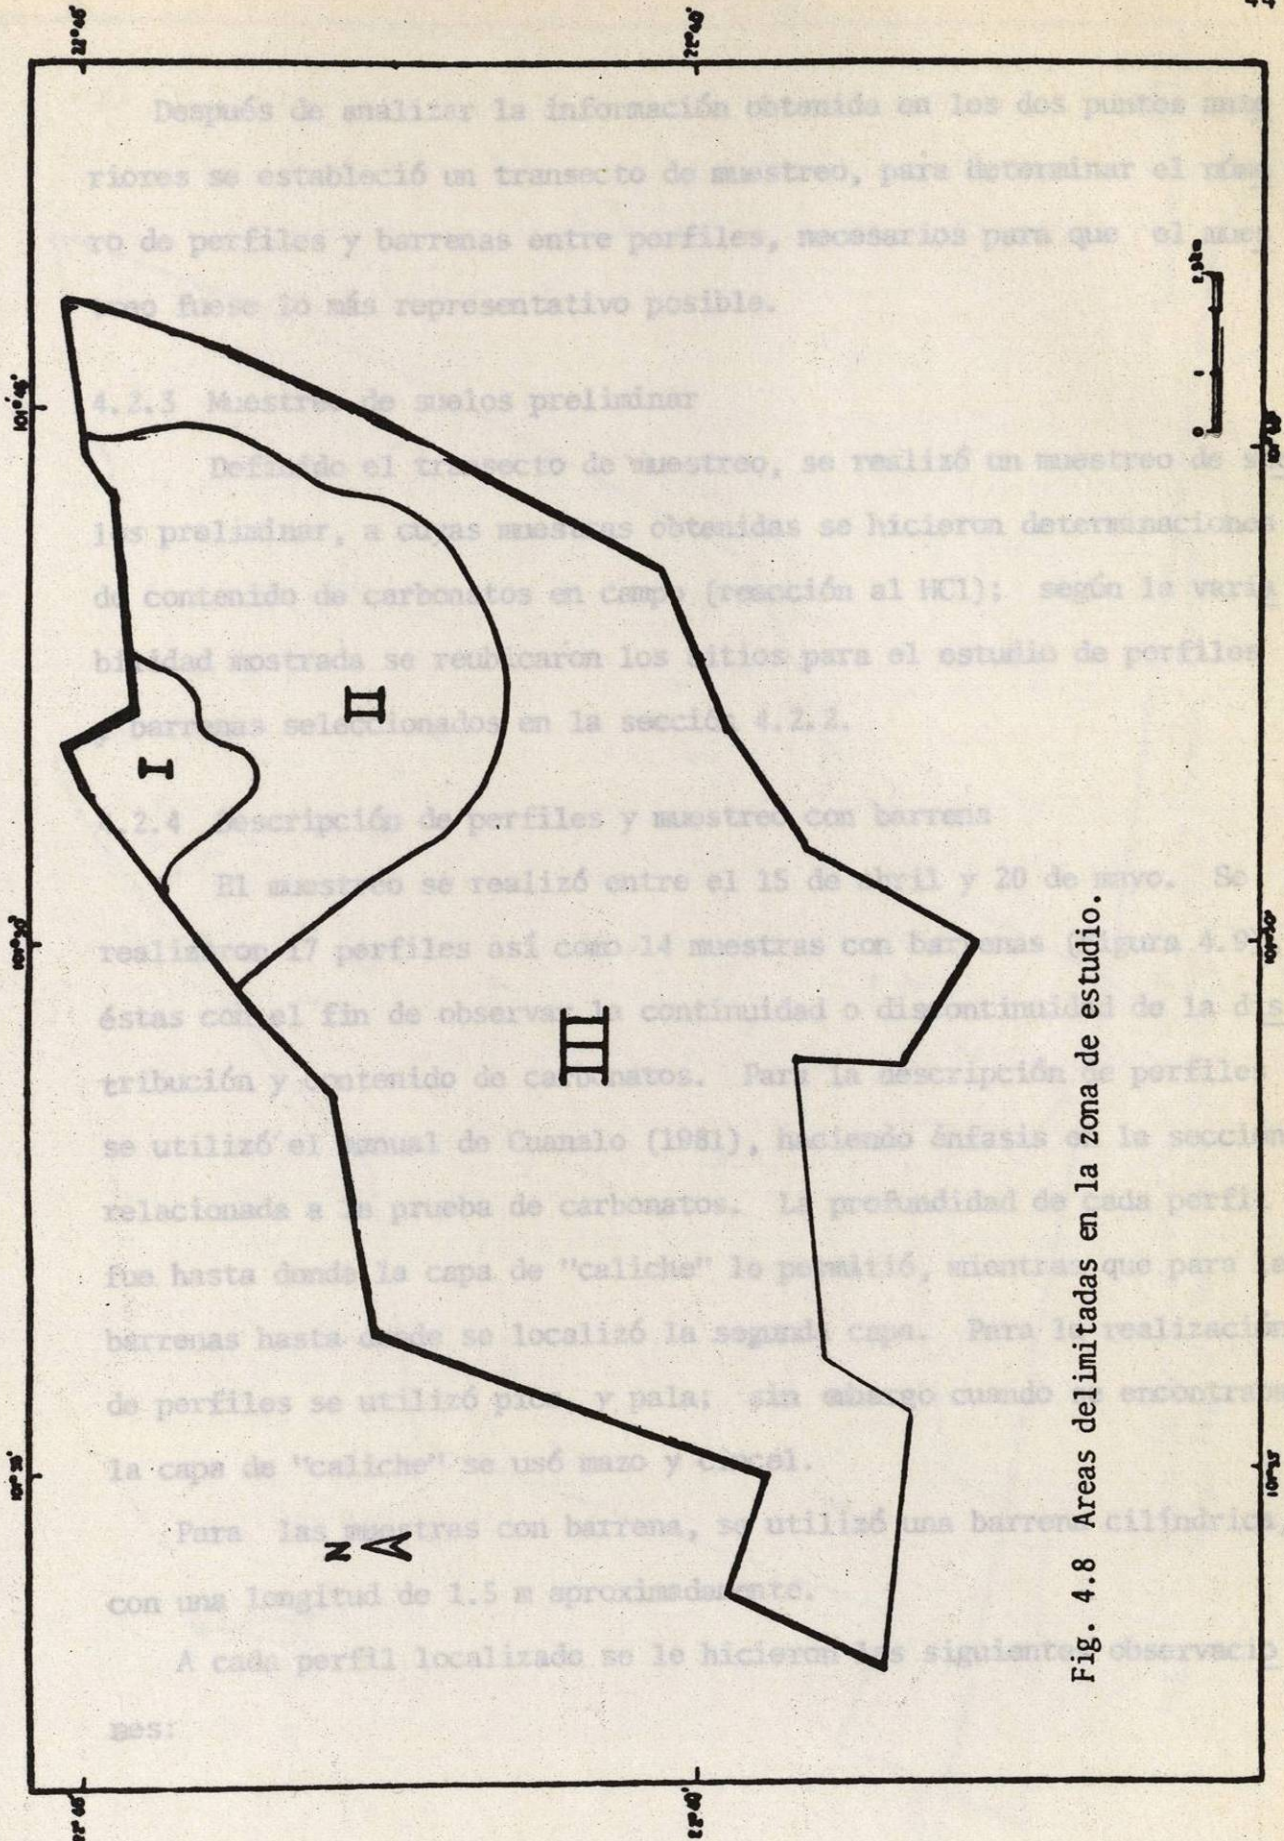 Después de analizar la información obtenida en los dos puntos ante
riores se estableció un transecto de muestreo, para determinar el núme
ro de perfiles y barrenas entre perfiles, necesarios para que el mues
fuese lo más representativo posible.
4.2.3 Muestreo de suelos preliminar
Definido el transecto de muestreo, se realizó un muestreo de
los preliminar, a cuyas muestras obtenidas se hicieron determinaciones
de contenido de carbonatos en campo (reacción al HCl); según la varia
bilidad mostrada se reubicaron los sitios para el estudio de perfiles
y barrenas seleccionados en la sección 4.2.2.
.2.4 Descripción de perfiles y muestreo con barrena
El muestreo se realizó entre el 15 de abril y 20 de mayo. Se
realizaron 17 perfiles así como 14 muestras con barrenas (Figura 4.9)
éstas con el fin de observar la continuidad o discontinuidad de la dis
tribución y contenido de carbonatos. Para la descripción de perfiles
se utilizó el manual de Cuanalo (1981), haciendo énfasis en la sección
relacionada a la prueba de carbonatos. La profundidad de cada perfil
fue hasta donde la capa de "caliche" lo permitió, mientras que para
barrenas hasta donde se localizó la segunda capa. Para la realización
de perfiles se utilizó pico y pala; sin embargo cuando se encontraba
la capa de "caliche" se usó mazo y cincel.
Para las muestras con barrena, se utilizó una barrena cilíndrica,
con una longitud de 1.5 m aproximadamente.
A cada perfil localizado se le hicieron las siguientes observacio
nes:
I
II
III
N
0 1
101°45'
101°35'
101°35'
22°40'
Fig. 4.8 Areas delimitadas en la zona de estudio.